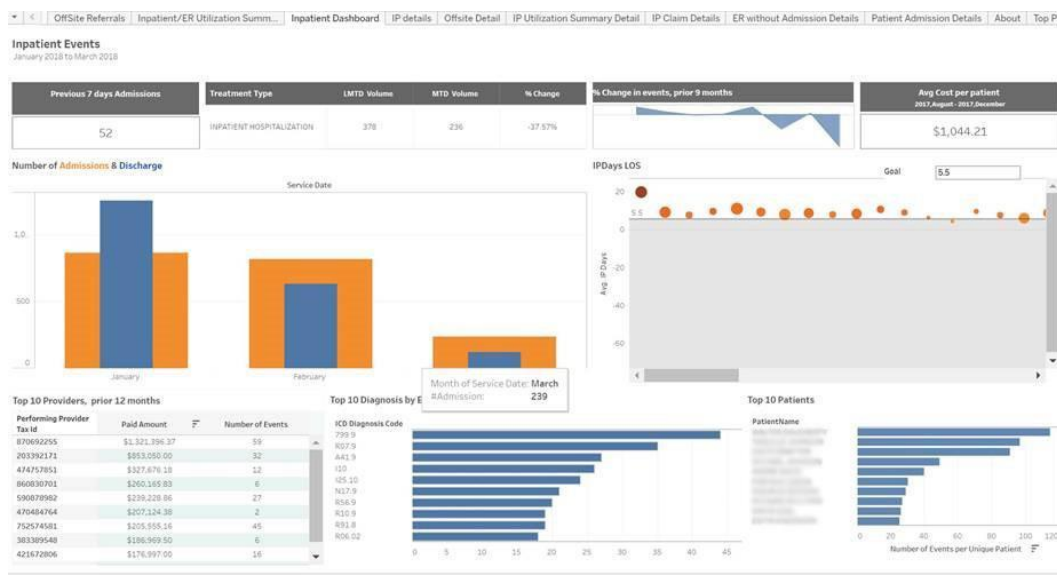 OffSite Referrals Inpatient/ER Utilization Summ... Inpatient Dashboard IP details Offsite Detail IP Utilization Summary Detail IP Claim Details ER without Admission Details Patient Admission Details About Top P
Inpatient Events
January 2018 to March 2018
Previous 7 days Admissions
52
Treatment Type LMTD Volume MTD Volume % Change
INPATIENT HOSPITALIZATION 378 236 -37.57%
% Change in events, prior 9 months
Avg Cost per patient
2017,August - 2017,December
$1,044.21
Number of Admissions & Discharge
Service Date
1,0
500
0
January
February
Month of Service Date: March
#Admission: 239
IPDays LOS
Goal 5.5
Avg. IP Days
20
5.5
0
-20
-40
-60
Top 10 Providers, prior 12 months
Performing Provider
Tax Id
Paid Amount
Number of Events
870692255 $1,321,396.37 59
203392171 $853,050.00 32
474757851 $327,676.18 12
860830701 $260,165.83 6
590878982 $239,228.86 27
470484764 $207,124.38 2
752574581 $205,555.16 45
383389548 $186,969.50 6
421672806 $176,997.00 16
Top 10 Diagnosis by E
ICD Diagnosis Code
799.9
R07.9
A41.9
I10
I25.10
N17.9
R56.9
R10.9
R91.8
R06.02
0 5 10 15 20 25 30 35 40 45
Top 10 Patients
PatientName
0 20 40 60 80 100 120
Number of Events per Unique Patient